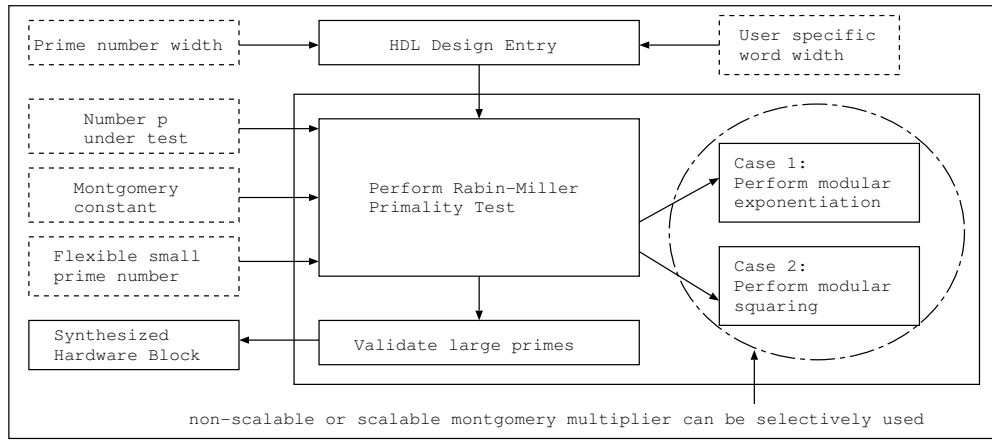 Prime number width
HDL Design Entry
User specific
word width
Number p
under test
Montgomery
constant
Flexible small
prime number
Perform Rabin-Miller
Primality Test
Case 1:
Perform modular
exponentiation
Case 2:
Perform modular
squaring
Synthesized
Hardware Block
Validate large primes
non-scalable or scalable montgomery multiplier can be selectively used